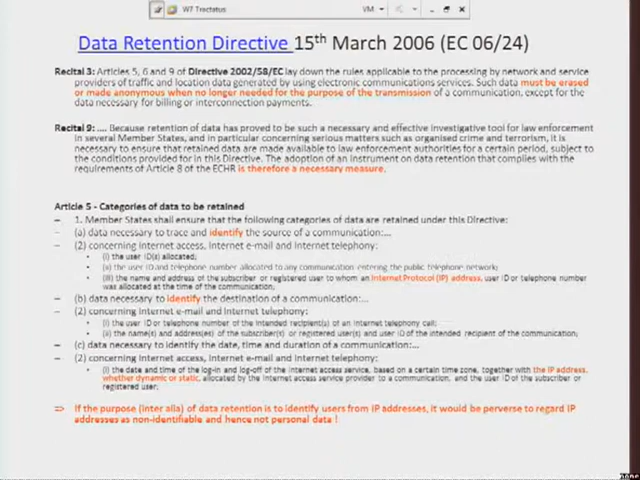 W7 Tractatus
VM
Data Retention Directive 15th March 2006 (EC 06/24)
Recital 3: Articles 5, 6 and 9 of Directive 2002/58/EC lay down the rules applicable to the processing by network and service
providers of traffic and location data generated by using electronic communications services. Such data must be erased
or made anonymous when no longer needed for the purpose of the transmission of a communication, except for the
data necessary for billing or interconnection payments.
Recital 9: .... Because retention of data has proved to be such a necessary and effective investigative tool for law enforcement
in several Member States, and in particular concerning serious matters such as organised crime and terrorism, it is
necessary to ensure that retained data are made available to law enforcement authorities for a certain period, subject to
the conditions provided for in this Directive. The adoption of an instrument on data retention that complies with the
requirements of Article 8 of the ECHR is therefore a necessary measure.
Article 5 - Categories of data to be retained
– 1. Member States shall ensure that the following categories of data are retained under this Directive:
– (a) data necessary to trace and identify the source of a communication:...
– (2) concerning Internet access, Internet e-mail and Internet telephony:
• (i) the user ID(s) allocated;
• (ii) the user ID and telephone number allocated to any communication entering the public telephone network;
• (iii) the name and address of the subscriber or registered user to whom an Internet Protocol (IP) address, user ID or telephone number
was allocated at the time of the communication;
– (b) data necessary to identify the destination of a communication:...
– (2) concerning Internet e-mail and Internet telephony:
• (i) the user ID or telephone number of the intended recipient(s) of an Internet telephony call;
• (ii) the name(s) and address(es) of the subscriber(s) or registered user(s) and user ID of the intended recipient of the communication;
– (c) data necessary to identify the date, time and duration of a communication:...
– (2) concerning Internet access, Internet e-mail and Internet telephony:
• (i) the date and time of the log-in and log-off of the Internet access service, based on a certain time zone, together with the IP address,
whether dynamic or static, allocated by the Internet access service provider to a communication, and the user ID of the subscriber or
registered user;
=> If the purpose (inter alia) of data retention is to identify users from IP addresses, it would be perverse to regard IP
addresses as non-identifiable and hence not personal data !